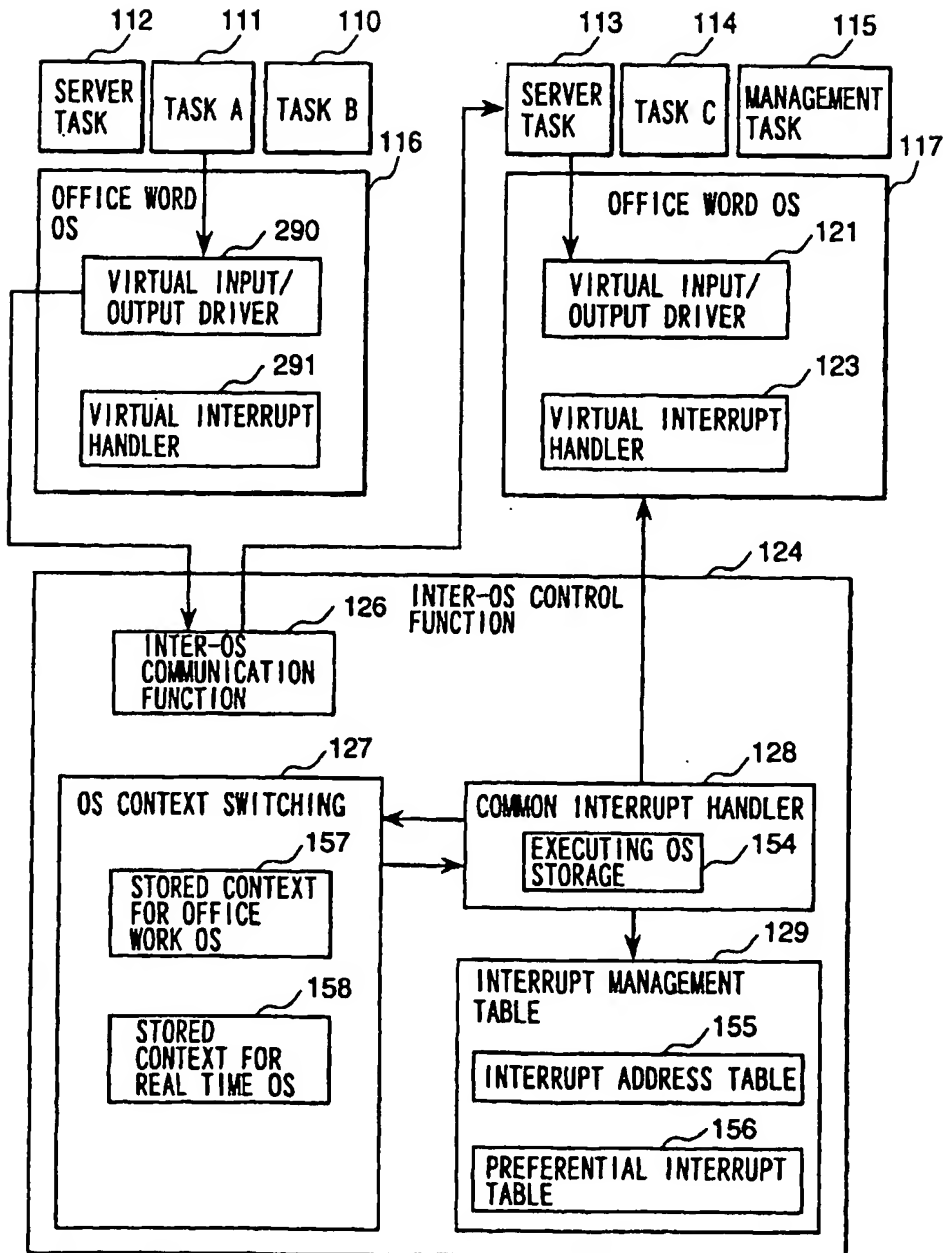 112
111
110
113
114
115
SERVER
TASK
TASK A
TASK B
SERVER
TASK
TASK C
MANAGEMENT
TASK
116
117
OFFICE WORD
OS
290
VIRTUAL INPUT/
OUTPUT DRIVER
291
VIRTUAL INTERRUPT
HANDLER
OFFICE WORD OS
121
VIRTUAL INPUT/
OUTPUT DRIVER
123
VIRTUAL INTERRUPT
HANDLER
124
INTER-OS CONTROL
FUNCTION
126
INTER-OS
COMMUNICATION
FUNCTION
127
OS CONTEXT SWITCHING
157
STORED CONTEXT
FOR OFFICE
WORK OS
158
STORED
CONTEXT FOR
REAL TIME OS
128
COMMON INTERRUPT HANDLER
EXECUTING OS
STORAGE
154
129
INTERRUPT MANAGEMENT
TABLE
155
INTERRUPT ADDRESS TABLE
156
PREFERENTIAL INTERRUPT
TABLE